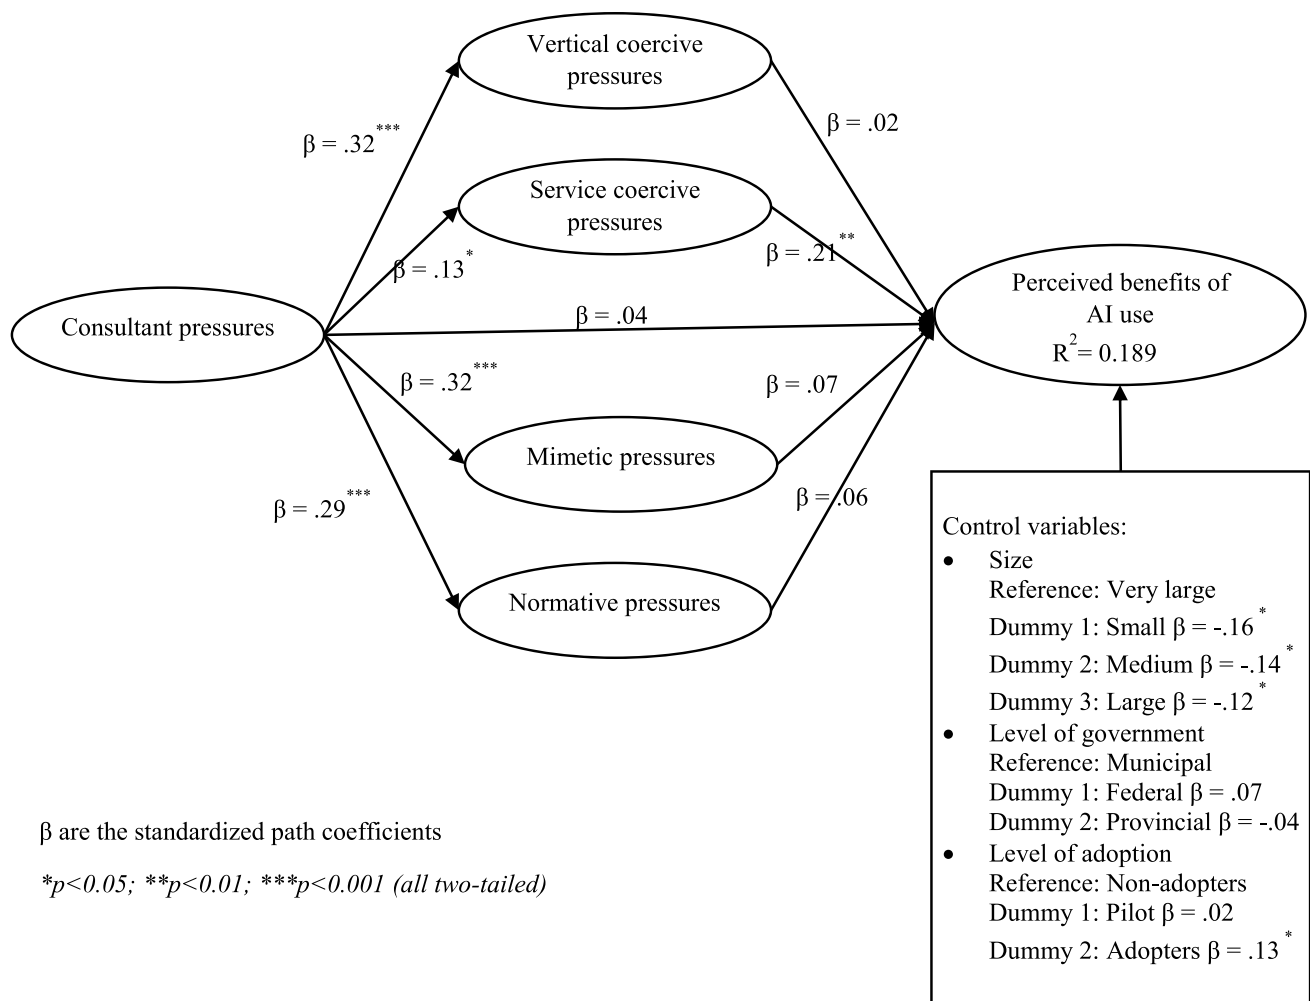 Vertical coercive
pressures
β = .32***
β = .02
Service coercive
pressures
β = .13*
β = .21**
Consultant pressures
β = .04
Perceived benefits of
AI use
R²= 0.189
β = .32***
β = .07
Mimetic pressures
β = .29***
β = .06
Normative pressures
Control variables:
• Size
Reference: Very large
Dummy 1: Small β = -.16 *
Dummy 2: Medium β = -.14 *
Dummy 3: Large β = -.12 *
• Level of government
Reference: Municipal
Dummy 1: Federal β = .07
Dummy 2: Provincial β = -.04
• Level of adoption
Reference: Non-adopters
Dummy 1: Pilot β = .02
Dummy 2: Adopters β = .13 *
β are the standardized path coefficients
*p<0.05; **p<0.01; ***p<0.001 (all two-tailed)